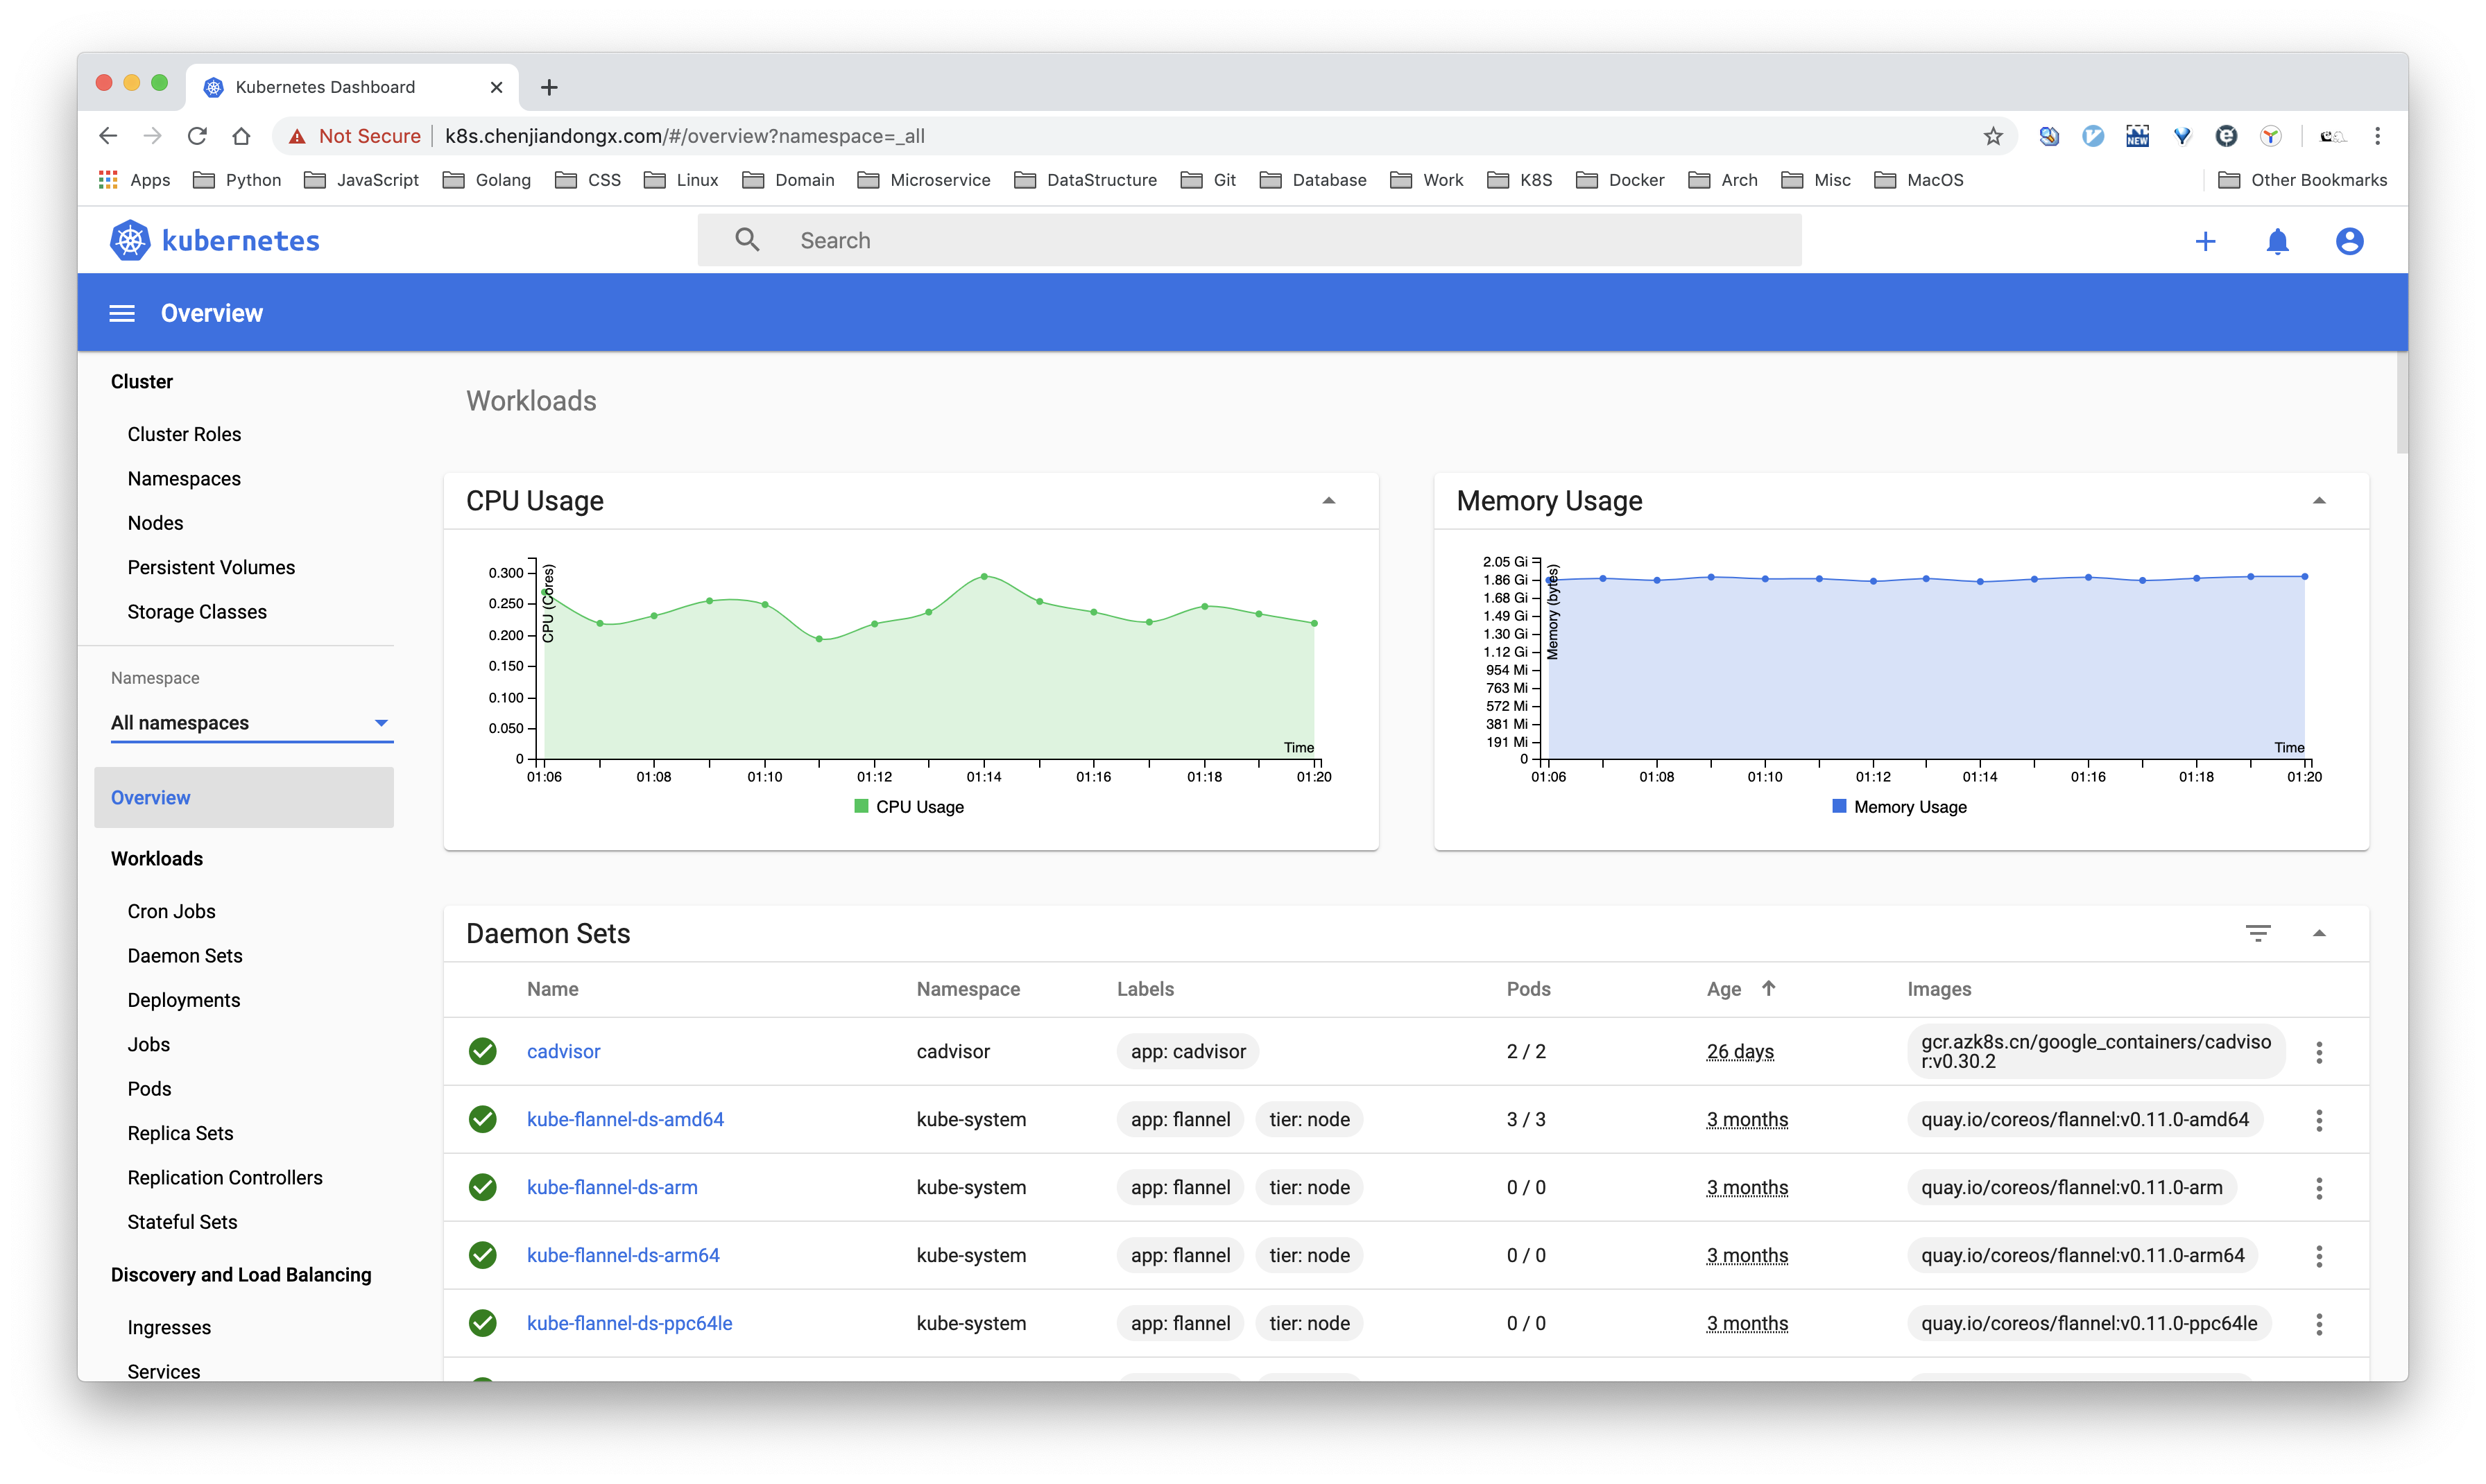 Kubernetes Dashboard
Not Secure k8s.chenjiandongx.com/#/overview?namespace=_all
Apps Python JavaScript Golang CSS Linux Domain Microservice DataStructure Git Database Work K8S Docker Arch Misc MacOS Other Bookmarks
kubernetes Search
Overview
Cluster
Cluster Roles
Namespaces
Nodes
Persistent Volumes
Storage Classes
Namespace
All namespaces
Overview
Workloads
Cron Jobs
Daemon Sets
Deployments
Jobs
Pods
Replica Sets
Replication Controllers
Stateful Sets
Discovery and Load Balancing
Ingresses
Services
Workloads
CPU Usage
0.300
0.250
0.200
0.150
0.100
0.050
0
CPU (Cores)
Time
01:06 01:08 01:10 01:12 01:14 01:16 01:18 01:20
CPU Usage
Memory Usage
2.05 Gi
1.86 Gi
1.68 Gi
1.49 Gi
1.30 Gi
1.12 Gi
954 Mi
763 Mi
572 Mi
381 Mi
191 Mi
0
Memory (bytes)
Time
01:06 01:08 01:10 01:12 01:14 01:16 01:18 01:20
Memory Usage
Daemon Sets
Name Namespace Labels Pods Age Images
cadvisor cadvisor app: cadvisor 2 / 2 26 days gcr.azk8s.cn/google_containers/cadviso
r:v0.30.2
kube-flannel-ds-amd64 kube-system app: flannel tier: node 3 / 3 3 months quay.io/coreos/flannel:v0.11.0-amd64
kube-flannel-ds-arm kube-system app: flannel tier: node 0 / 0 3 months quay.io/coreos/flannel:v0.11.0-arm
kube-flannel-ds-arm64 kube-system app: flannel tier: node 0 / 0 3 months quay.io/coreos/flannel:v0.11.0-arm64
kube-flannel-ds-ppc64le kube-system app: flannel tier: node 0 / 0 3 months quay.io/coreos/flannel:v0.11.0-ppc64le